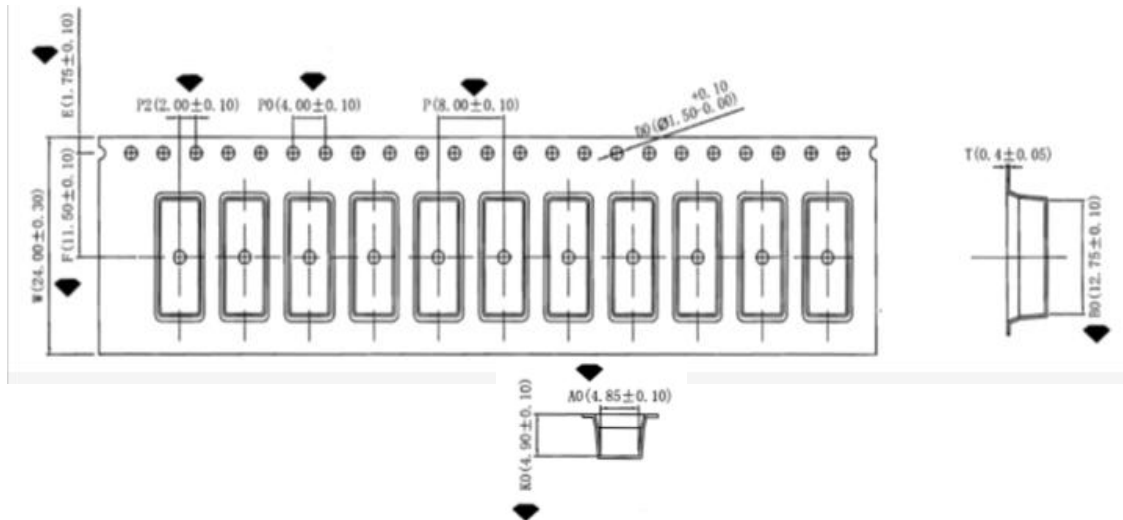 E(1.75±0.10)
P2(2.00±0.10)
P0(4.00±0.10)
P(8.00±0.10)
+0.10
D0(Ø1.50-0.00)
W(24.00±0.30)
F(11.50±0.10)
T(0.4±0.05)
B0(12.75±0.10)
A0(4.85±0.10)
K0(4.90±0.10)